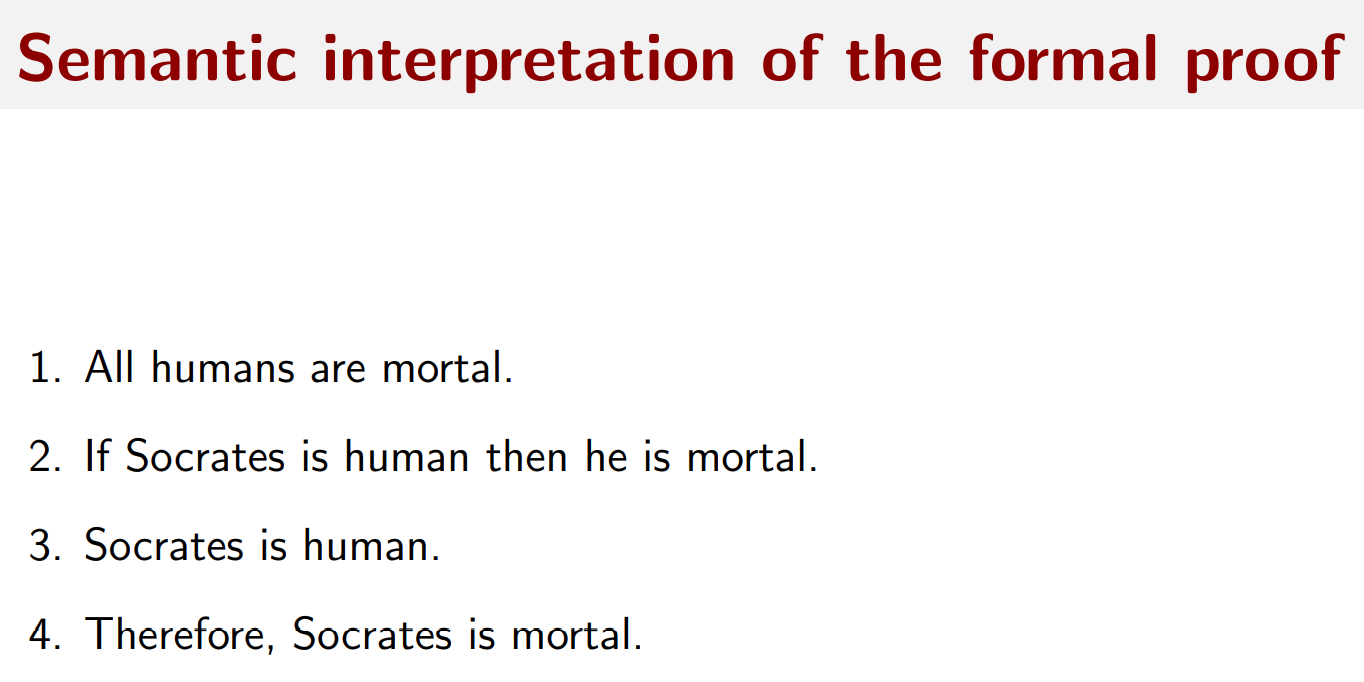 Semantic interpretation of the formal proof
1. All humans are mortal.
2. If Socrates is human then he is mortal.
3. Socrates is human.
4. Therefore, Socrates is mortal.